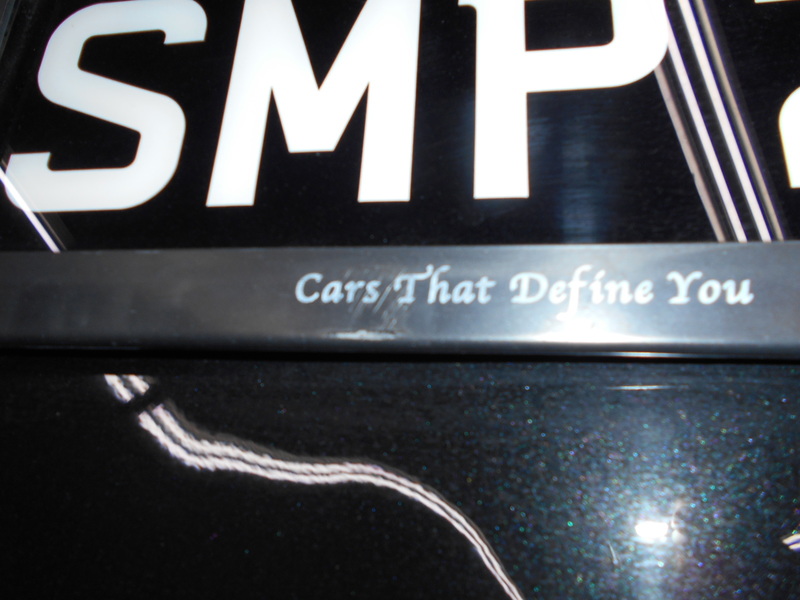 SMP
Cars That Define You